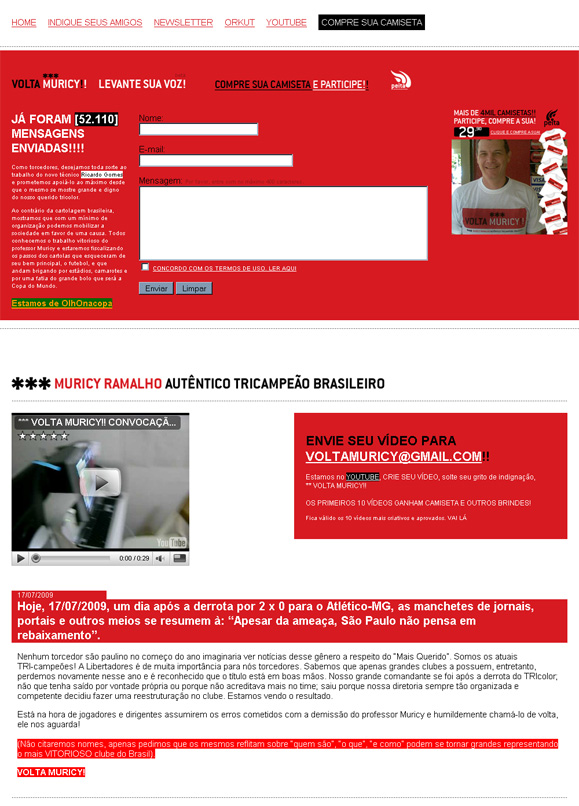 HOME INDIQUE SEUS AMIGOS NEWSLETTER ORKUT YOUTUBE COMPRE SUA CAMISETA
*** VOLTA MURICY!! LEVANTE SUA VOZ! COMPRE SUA CAMISETA E PARTICIPE!! peita
JÁ FORAM [52.110]
MENSAGENS
ENVIADAS!!!!
Como torcedores, desejamos toda sorte ao
trabalho do novo técnico Ricardo Gomes
e prometemos apoiá-lo ao máximo desde
que o mesmo se mostre grande e digno
do nosso querido tricolor.
Ao contrário da cartolagem brasileira,
mostramos que com um mínimo de
organização podemos mobilizar a
sociedade em favor de uma causa. Todos
conhecemos o trabalho vitorioso do
professor Muricy e estaremos fiscalizando
os passos dos cartolas que esqueceram de
seu bem principal, o futebol, e que
andam brigando por estádios, camarotes e
por uma fatia do grande bolo que será a
Copa do Mundo.
Estamos de OlhOnacopa
Nome:
E-mail:
Mensagem:
CONCORDO COM OS TERMOS DE USO. LER AQUI
Enviar Limpar
MAIS DE 4MIL CAMISETAS!!
PARTICIPE, COMPRE A SUA!
peita
29,90 CLIQUE E COMPRE A SUA!
VOLTA MURICY!
*** MURICY RAMALHO AUTÊNTICO TRICAMPEÃO BRASILEIRO
*** VOLTA MURICY!! CONVOCAÇÃ...
YouTube
0:00 / 0:29
ENVIE SEU VÍDEO PARA
VOLTAMURICY@GMAIL.COM!!
Estamos no YOUTUBE. CRIE SEU VÍDEO, solte seu grito de indignação,
** VOLTA MURICY!!
OS PRIMEIROS 10 VÍDEOS GANHAM CAMISETA E OUTROS BRINDES!
Fica válido os 10 vídeos mais criativos e aprovados. VAI LÁ
17/07/2009
Hoje, 17/07/2009, um dia após a derrota por 2 x 0 para o Atlético-MG, as manchetes de jornais,
portais e outros meios se resumem à: “Apesar da ameaça, São Paulo não pensa em
rebaixamento”.
Nenhum torcedor são paulino no começo do ano imaginaria ver notícias desse gênero a respeito do "Mais Querido". Somos os atuais
TRI-campeões! A Libertadores é de muita importância para nós torcedores. Sabemos que apenas grandes clubes a possuem, entretanto,
perdemos novamente nesse ano e é reconhecido que o título está em boas mãos. Nosso grande comandante se foi após a derrota do TRIcolor,
não que tenha saído por vontade própria ou porque não acreditava mais no time; saiu porque nossa diretoria sempre tão organizada e
competente decidiu fazer uma reestruturação no clube. Estamos vendo o resultado.
Está na hora de jogadores e dirigentes assumirem os erros cometidos com a demissão do professor Muricy e humildemente chamá-lo de volta,
ele nos aguarda!
(Não citaremos nomes, apenas pedimos que os mesmos reflitam sobre "quem são", "o que", "e como" podem se tornar grandes representando
o mais VITORIOSO clube do Brasil).
VOLTA MURICY!